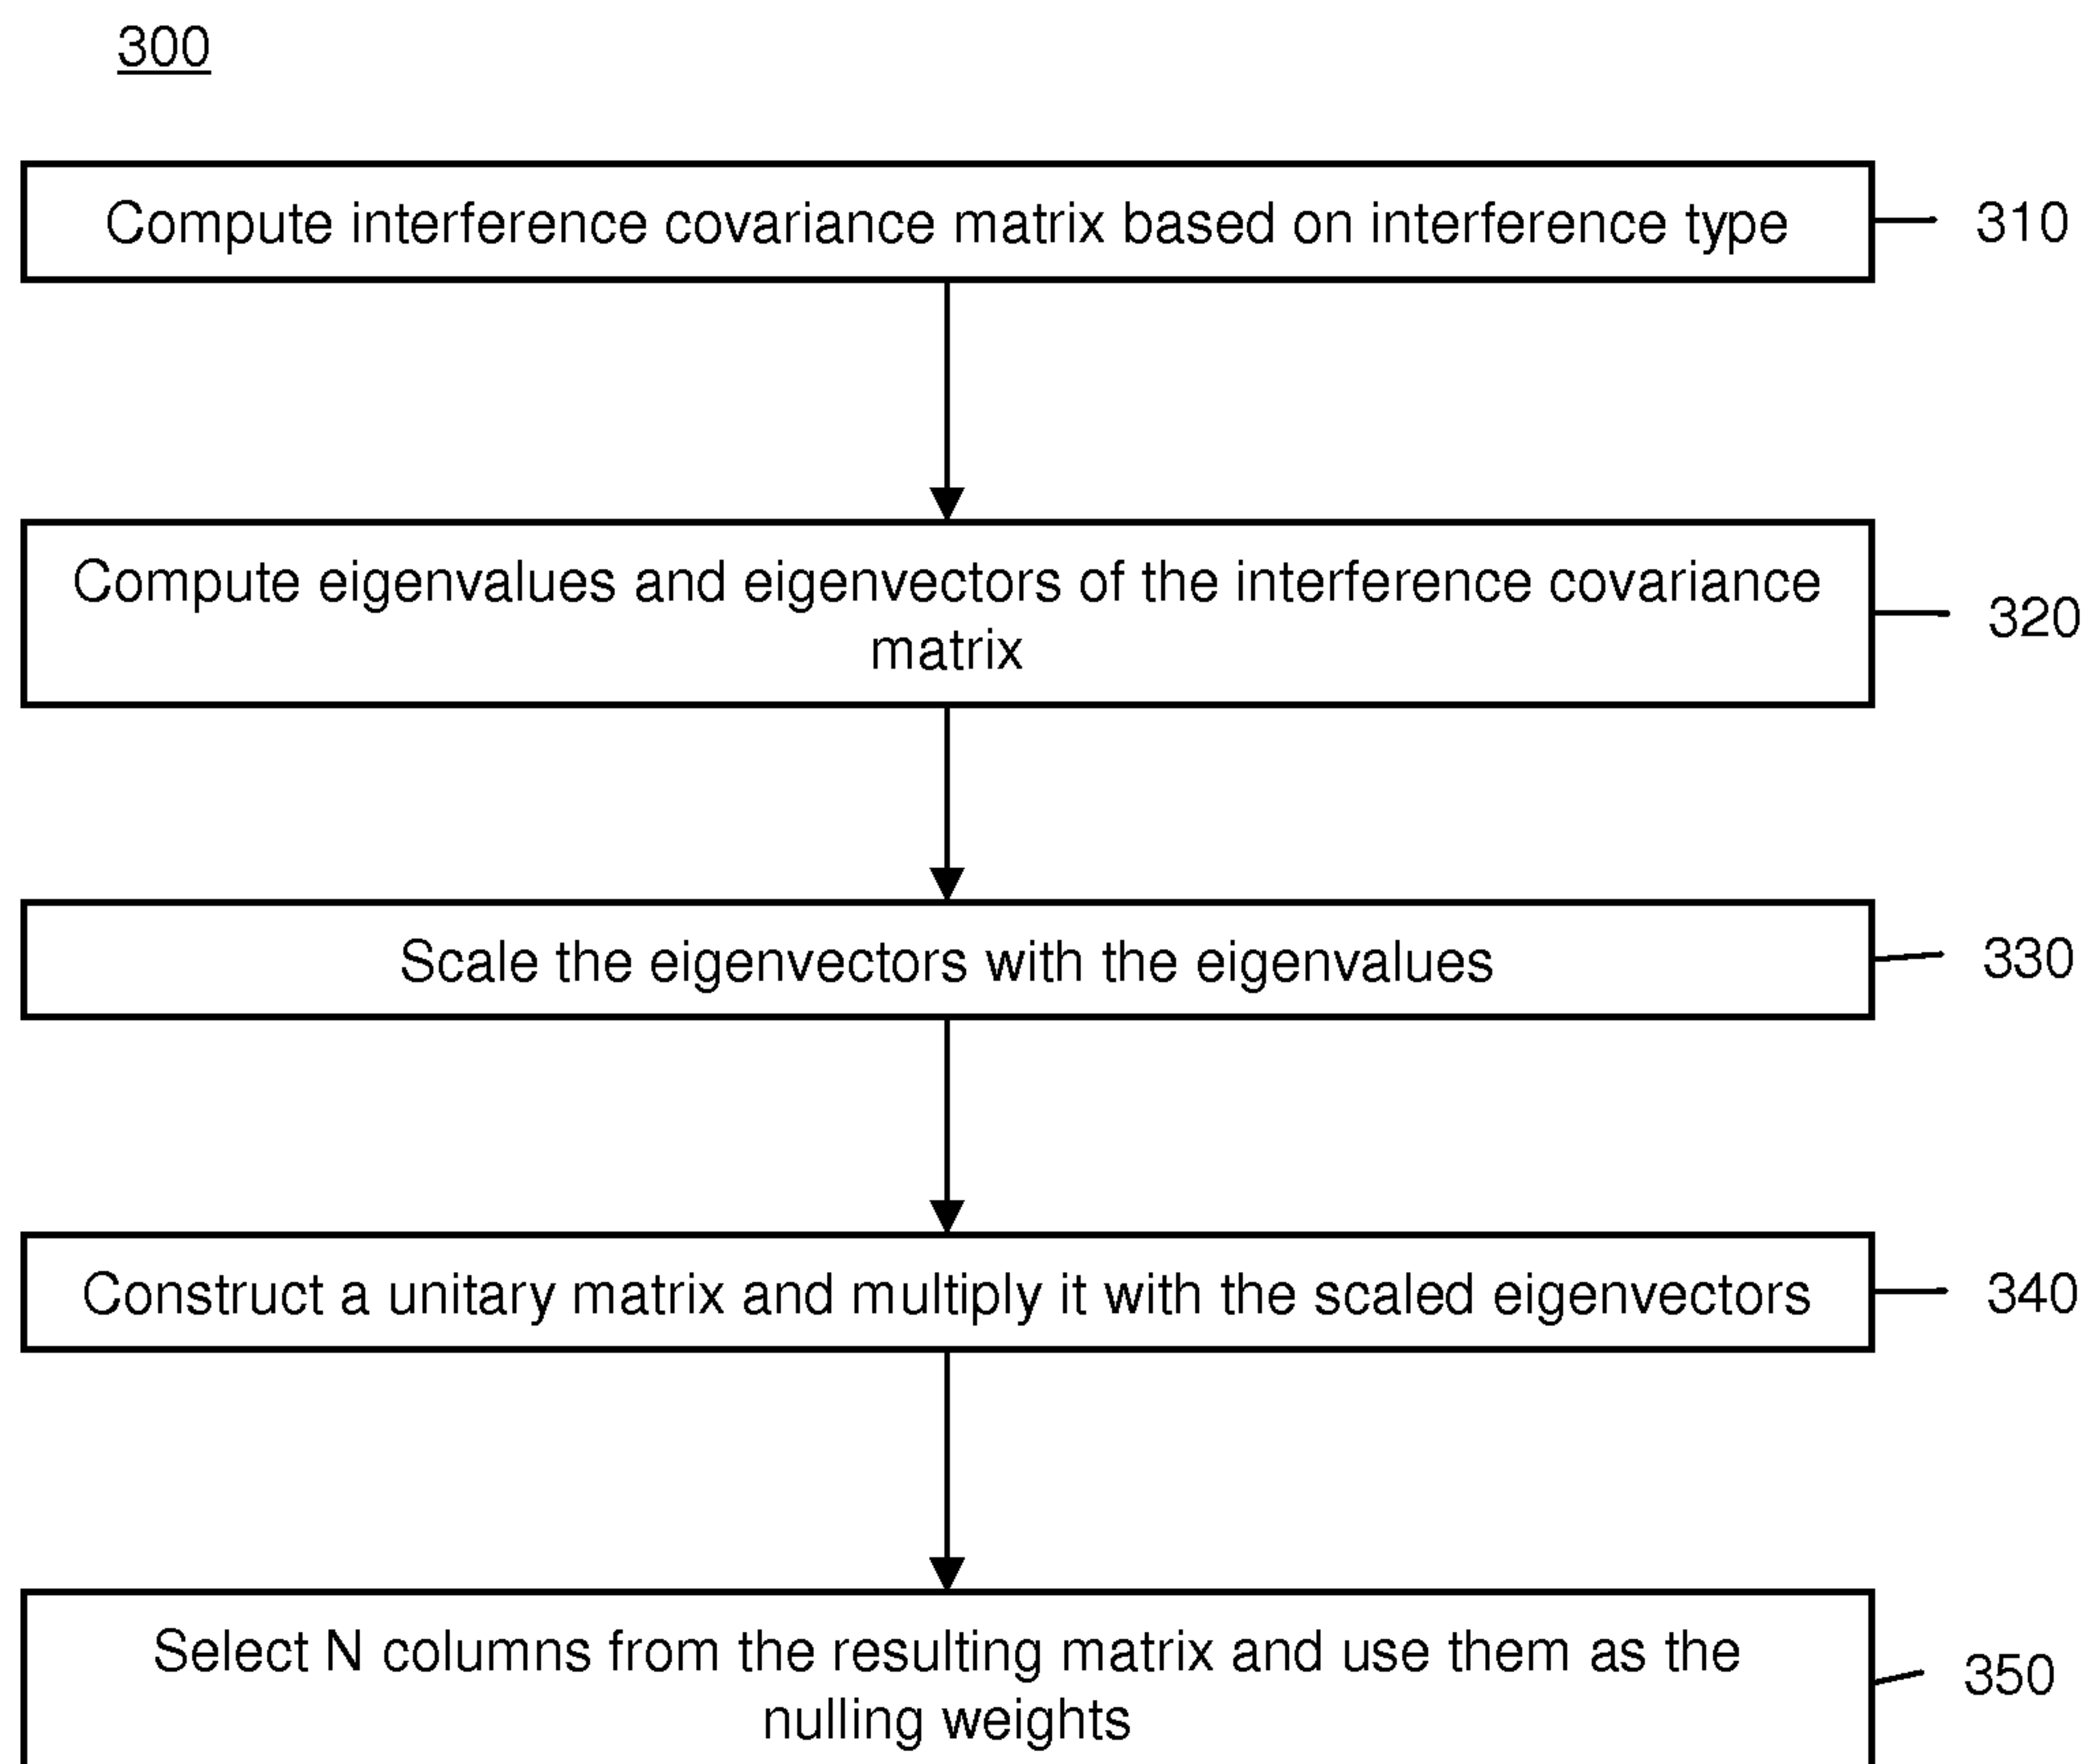 300
Compute interference covariance matrix based on interference type
310
Compute eigenvalues and eigenvectors of the interference covariance
matrix
320
Scale the eigenvectors with the eigenvalues
330
Construct a unitary matrix and multiply it with the scaled eigenvectors
340
Select N columns from the resulting matrix and use them as the
nulling weights
350